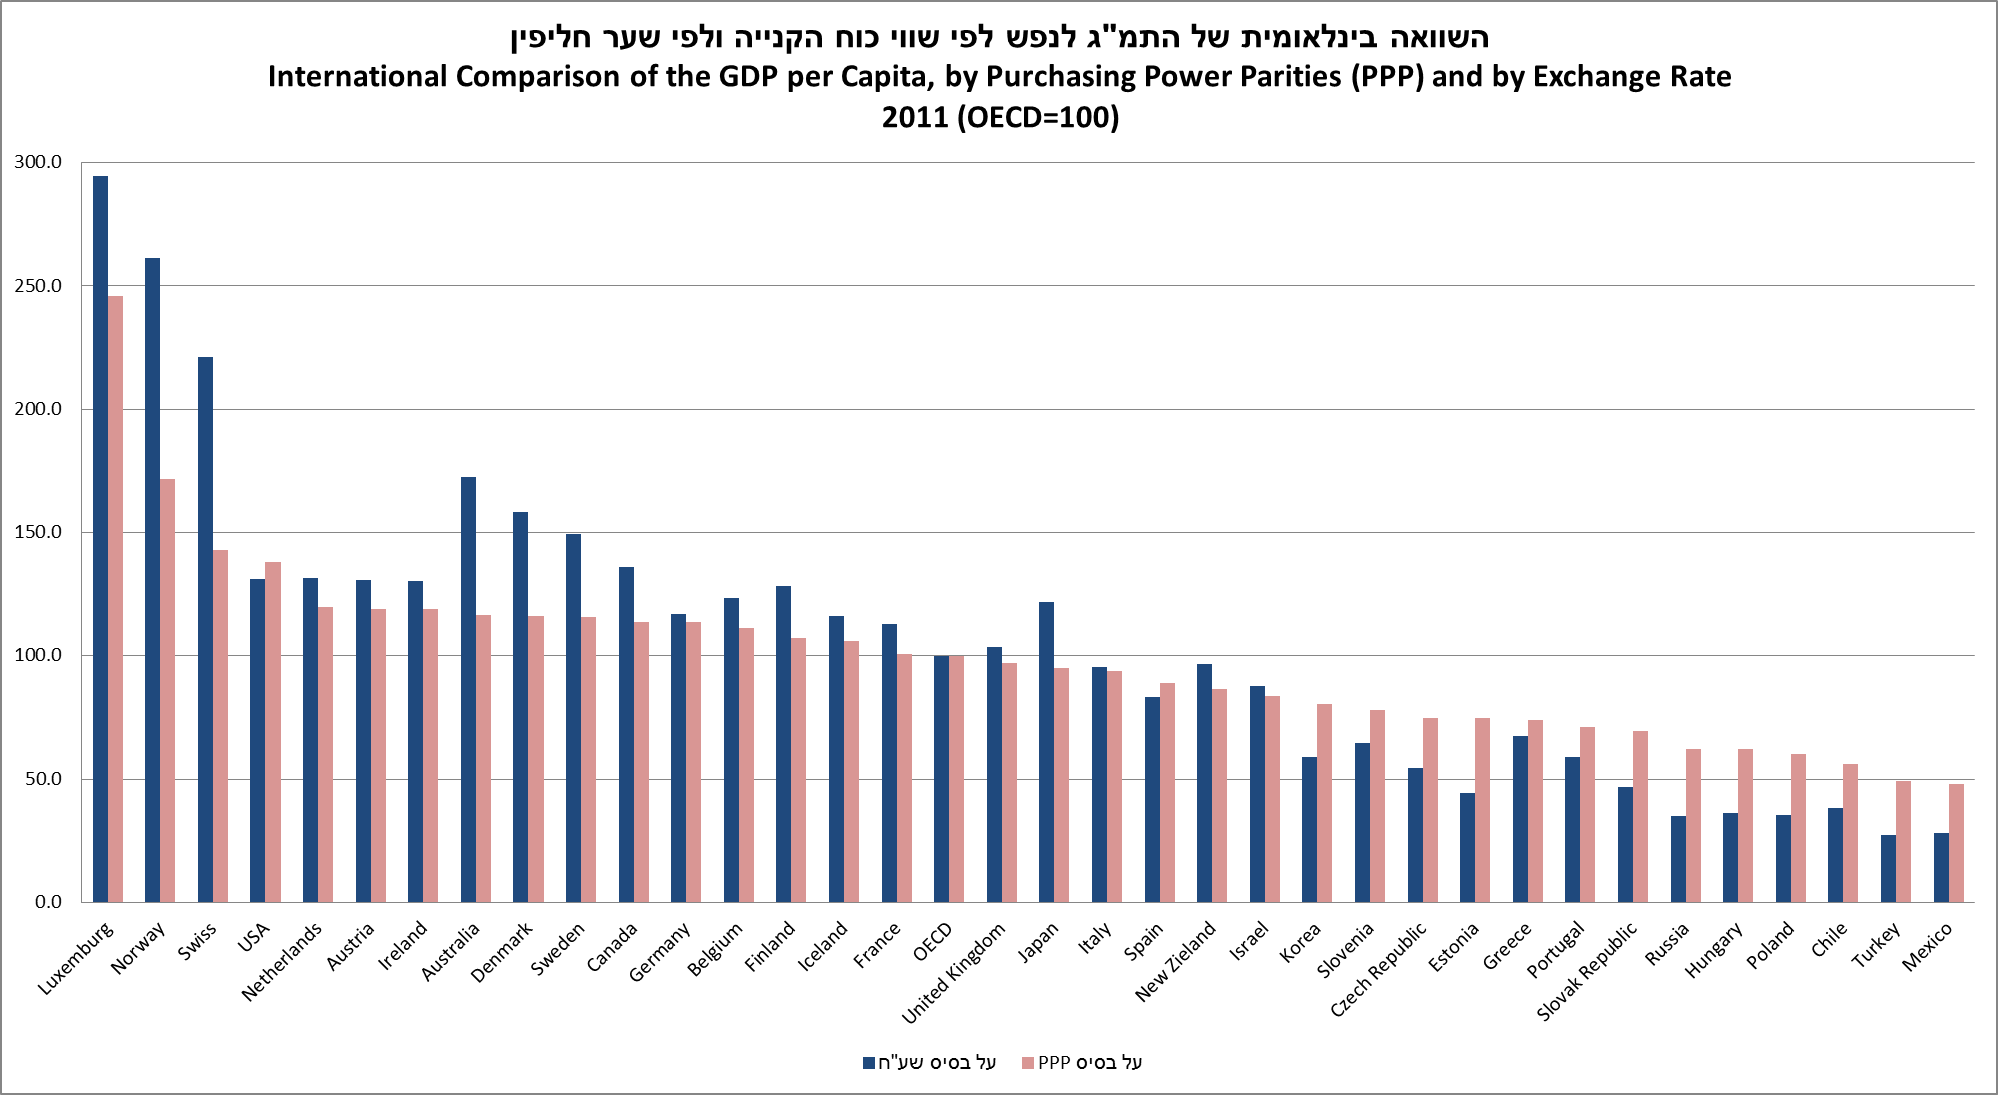 השוואה בינלאומית של התמ"ג לנפש לפי שווי כוח הקנייה ולפי שער חליפין
International Comparison of the GDP per Capita, by Purchasing Power Parities (PPP) and by Exchange Rate
2011 (OECD=100)
300.0
250.0
200.0
150.0
100.0
50.0
0.0
Luxemburg
Norway
Swiss
USA
Netherlands
Austria
Ireland
Australia
Denmark
Sweden
Canada
Germany
Belgium
Finland
Iceland
France
OECD
United Kingdom
Japan
Italy
Spain
New Zieland
Israel
Korea
Slovenia
Czech Republic
Estonia
Greece
Portugal
Slovak Republic
Russia
Hungary
Poland
Chile
Turkey
Mexico
על בסיס שע"ח
על בסיס PPP